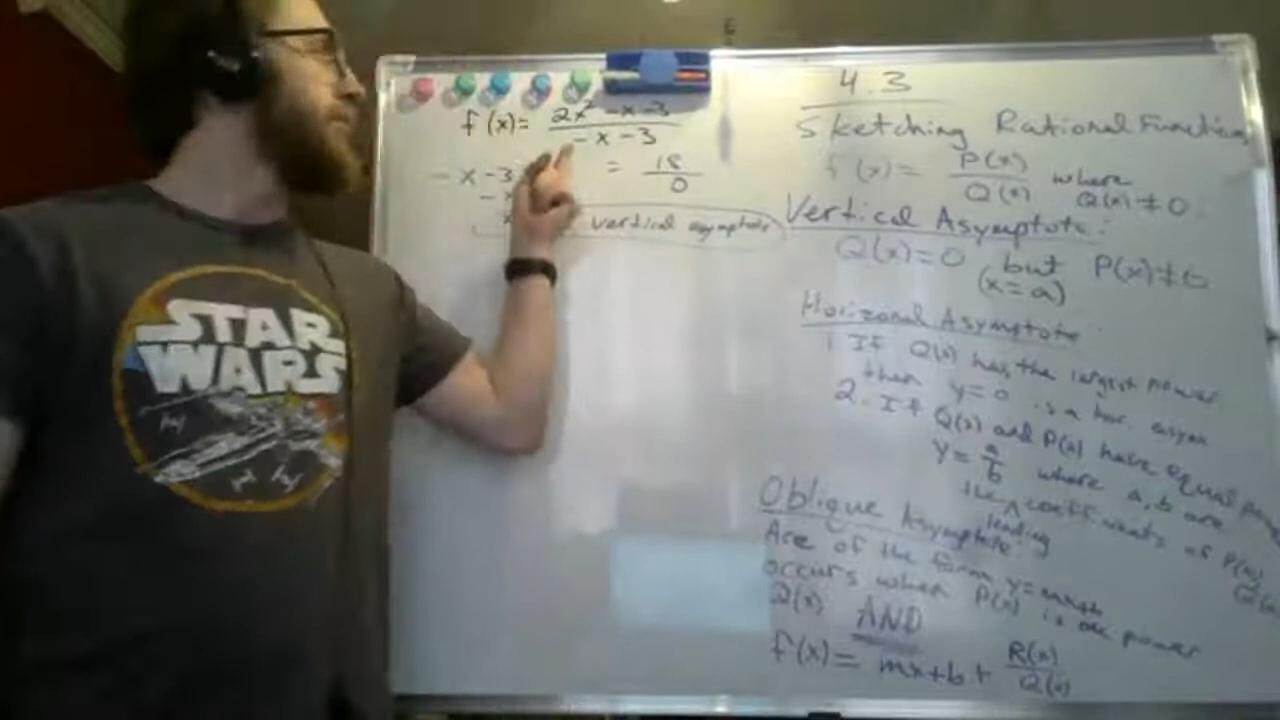 STAR
WARS
f(x) = 2x² - x - 3
- x - 3
- x - 3
= 18
0
vertical asymptote
4.3
Sketching Rational Functions
f(x) = P(x)
Q(x) where Q(x) ≠ 0
Vertical Asymptote:
Q(x) = 0 but P(x) ≠ 0
(x = a)
Horizonal Asymptote:
1. If Q(x) has the largest power
then y = 0 is a hor. asym
2. If Q(x) and P(x) have equal power
y = a/b where a, b are
the leading coefficients of P(x)
Q(x)
Oblique Asymptote:
Are of the form y = mx + b
occurs when P(x) is one power
Q(x) AND
f(x) = mx + b + R(x)
Q(x)